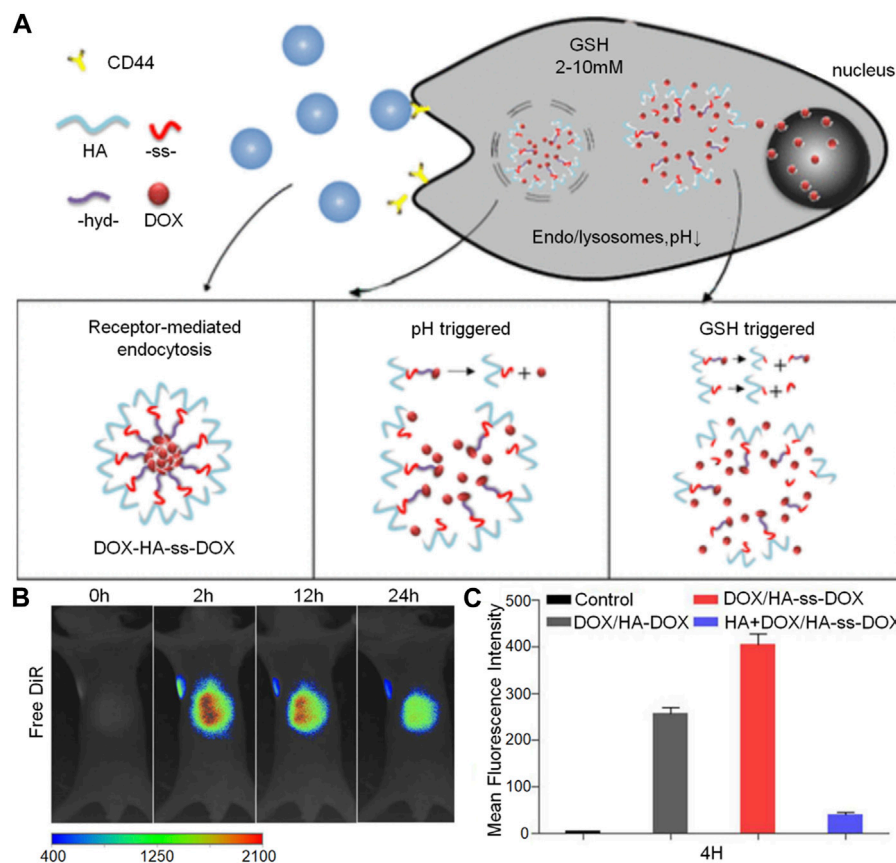 A
CD44
HA
-ss-
-hyd-
DOX
GSH
2-10mM
nucleus
Endo/lysosomes,pH↓
Receptor-mediated
endocytosis
DOX-HA-ss-DOX
pH triggered
+
GSH triggered
+
+
B
0h
2h
12h
24h
Free DiR
400
1250
2100
C
Control
DOX/HA-ss-DOX
DOX/HA-DOX
HA+DOX/HA-ss-DOX
Mean Fluorescence Intensity
500
400
300
200
100
0
4H